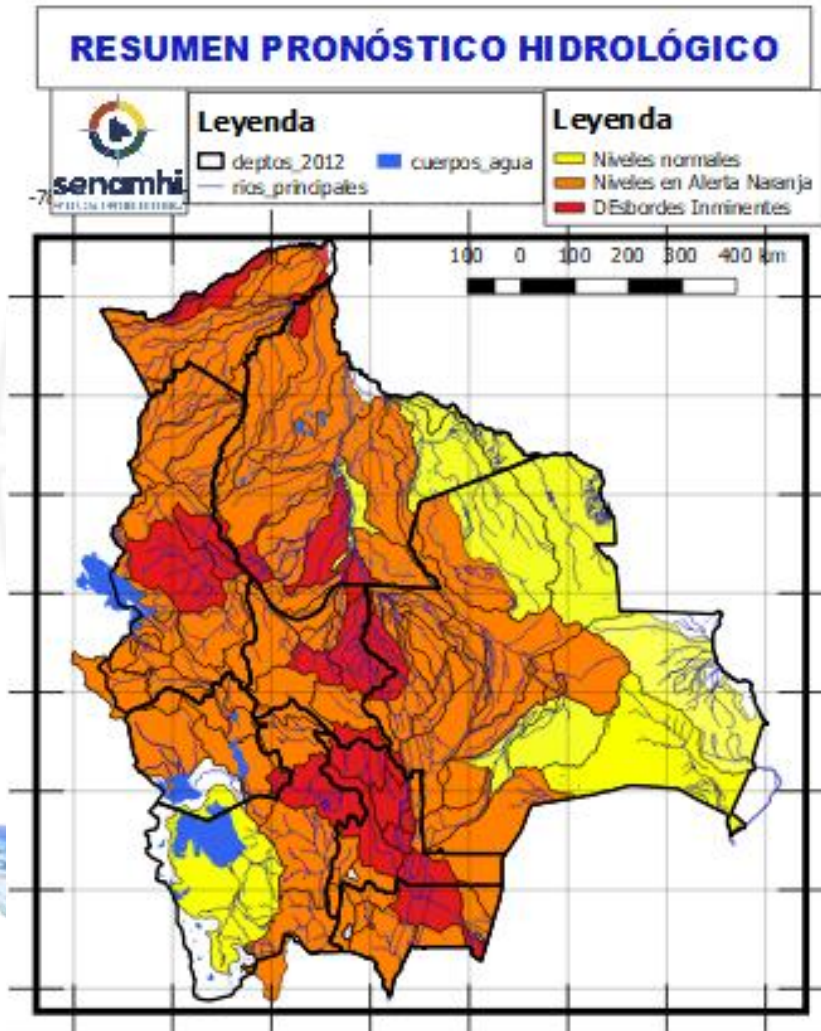 RESUMEN PRONÓSTICO HIDROLÓGICO
senamhi
Leyenda
deptos_2012
cuerpos_agua
rios_principales
Leyenda
Niveles normales
Niveles en Alerta Naranja
DEsbordes Inminentes
100 0 100 200 300 400 km